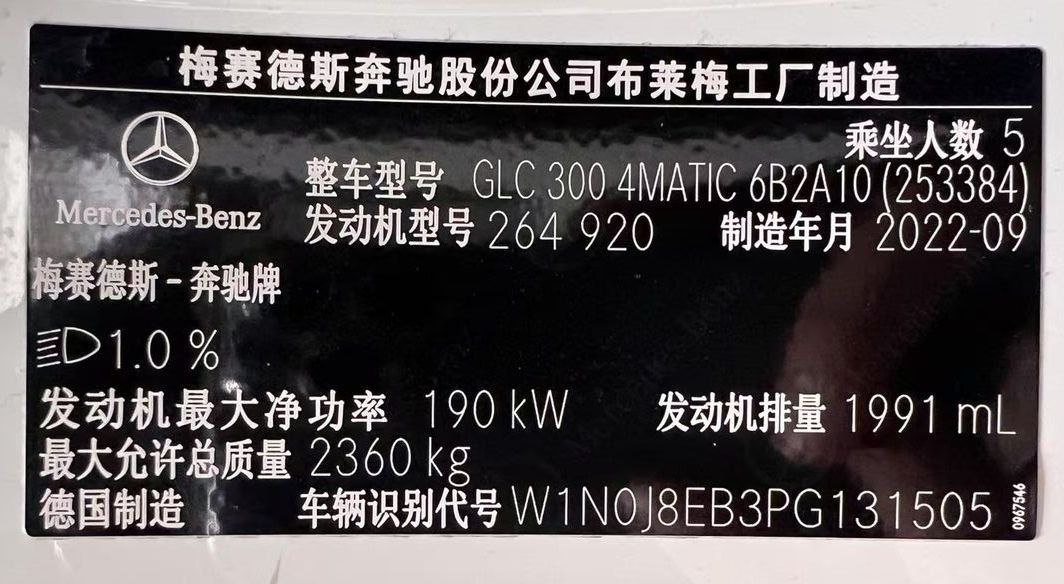 梅赛德斯奔驰股份公司布莱梅工厂制造
乘坐人数 5
整车型号 GLC 300 4MATIC 6B2A10 (253384)
Mercedes-Benz
发动机型号 264 920 制造年月 2022-09
梅赛德斯-奔驰牌
1.0 %
发动机最大净功率 190 kW 发动机排量 1991 mL
最大允许总质量 2360 kg
德国制造 车辆识别代号 W1N0J8EB3PG131505
0967546